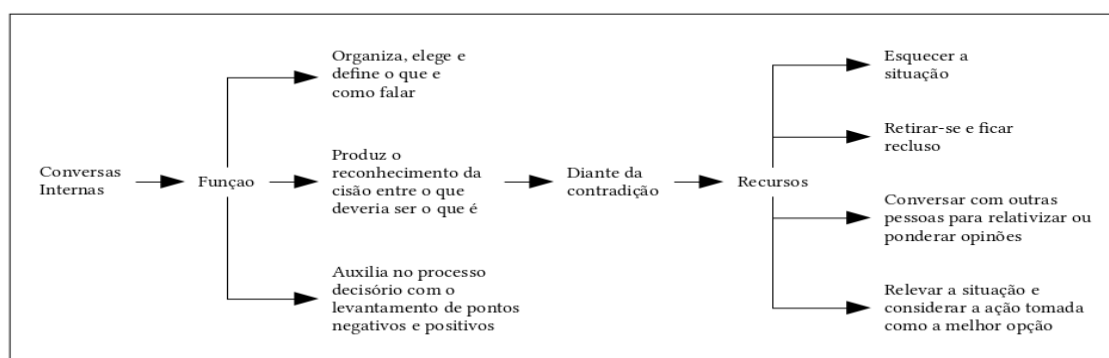 Conversas
Internas
Funçao
Organiza, elege e
define o que e
como falar
Produz o
reconhecimento da
cisão entre o que
deveria ser o que é
Auxilia no processo
decisório com o
levantamento de pontos
negativos e positivos
Diante da
contradição
Recursos
Esquecer a
situação
Retirar-se e ficar
recluso
Conversar com outras
pessoas para relativizar ou
ponderar opinões
Relevar a situação e
considerar a ação tomada
como a melhor opção